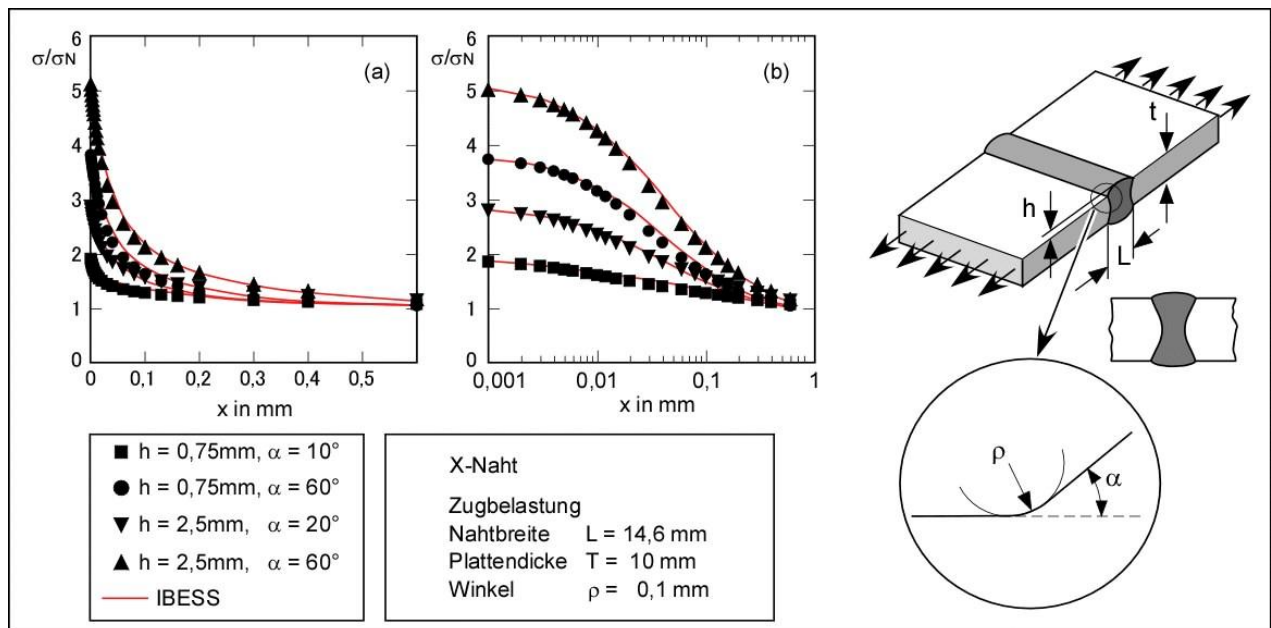 σ/σN
6
5
4
3
2
1
0
(a)
0 0,1 0,2 0,3 0,4 0,5
x in mm
σ/σN
6
5
4
3
2
1
0
(b)
0,001 0,01 0,1 1
x in mm
h = 0,75mm, α = 10°
h = 0,75mm, α = 60°
h = 2,5mm, α = 20°
h = 2,5mm, α = 60°
IBESS
X-Naht
Zugbelastung
Nahtbreite L = 14,6 mm
Plattendicke T = 10 mm
Winkel ρ = 0,1 mm
t
h
L
ρ
α